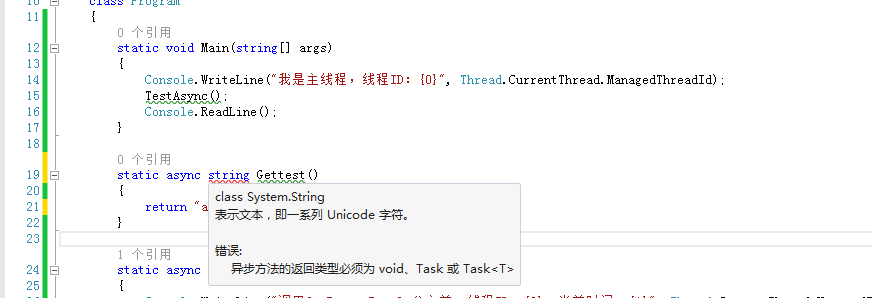 10 class Program
11 {
0 个引用
12 static void Main(string[] args)
13 {
14 Console.WriteLine("我是主线程，线程ID：{0}", Thread.CurrentThread.ManagedThreadId);
15 TestAsync();
16 Console.ReadLine();
17 }
18
0 个引用
19 static async string Gettest()
20 {
21 return "a
22 }
23
class System.String
表示文本，即一系列 Unicode 字符。
错误:
异步方法的返回类型必须为 void、Task 或 Task<T>
1 个引用
24 static async
25 {